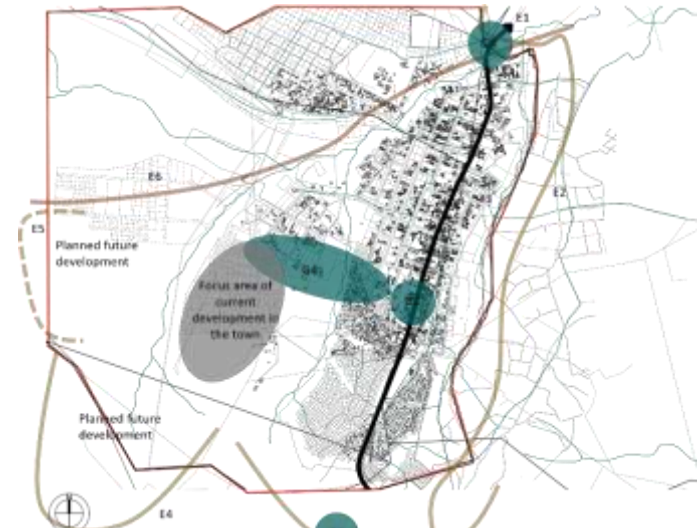 E1
E6
E2
E5
Planned future
development
Focus area of
current
development in
the town
Planned future
development
N
E4